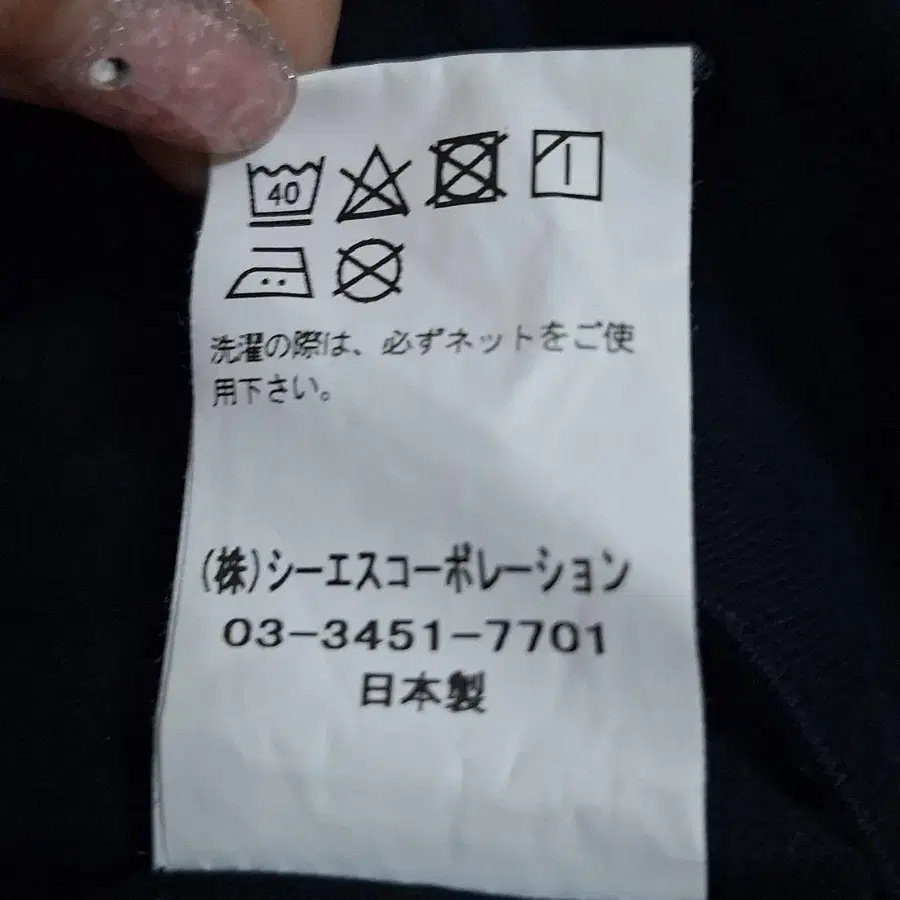 40
洗濯の際は、必ずネットをご使
用下さい。
(株)シーエスコーポレーション
03-3451-7701
日本製